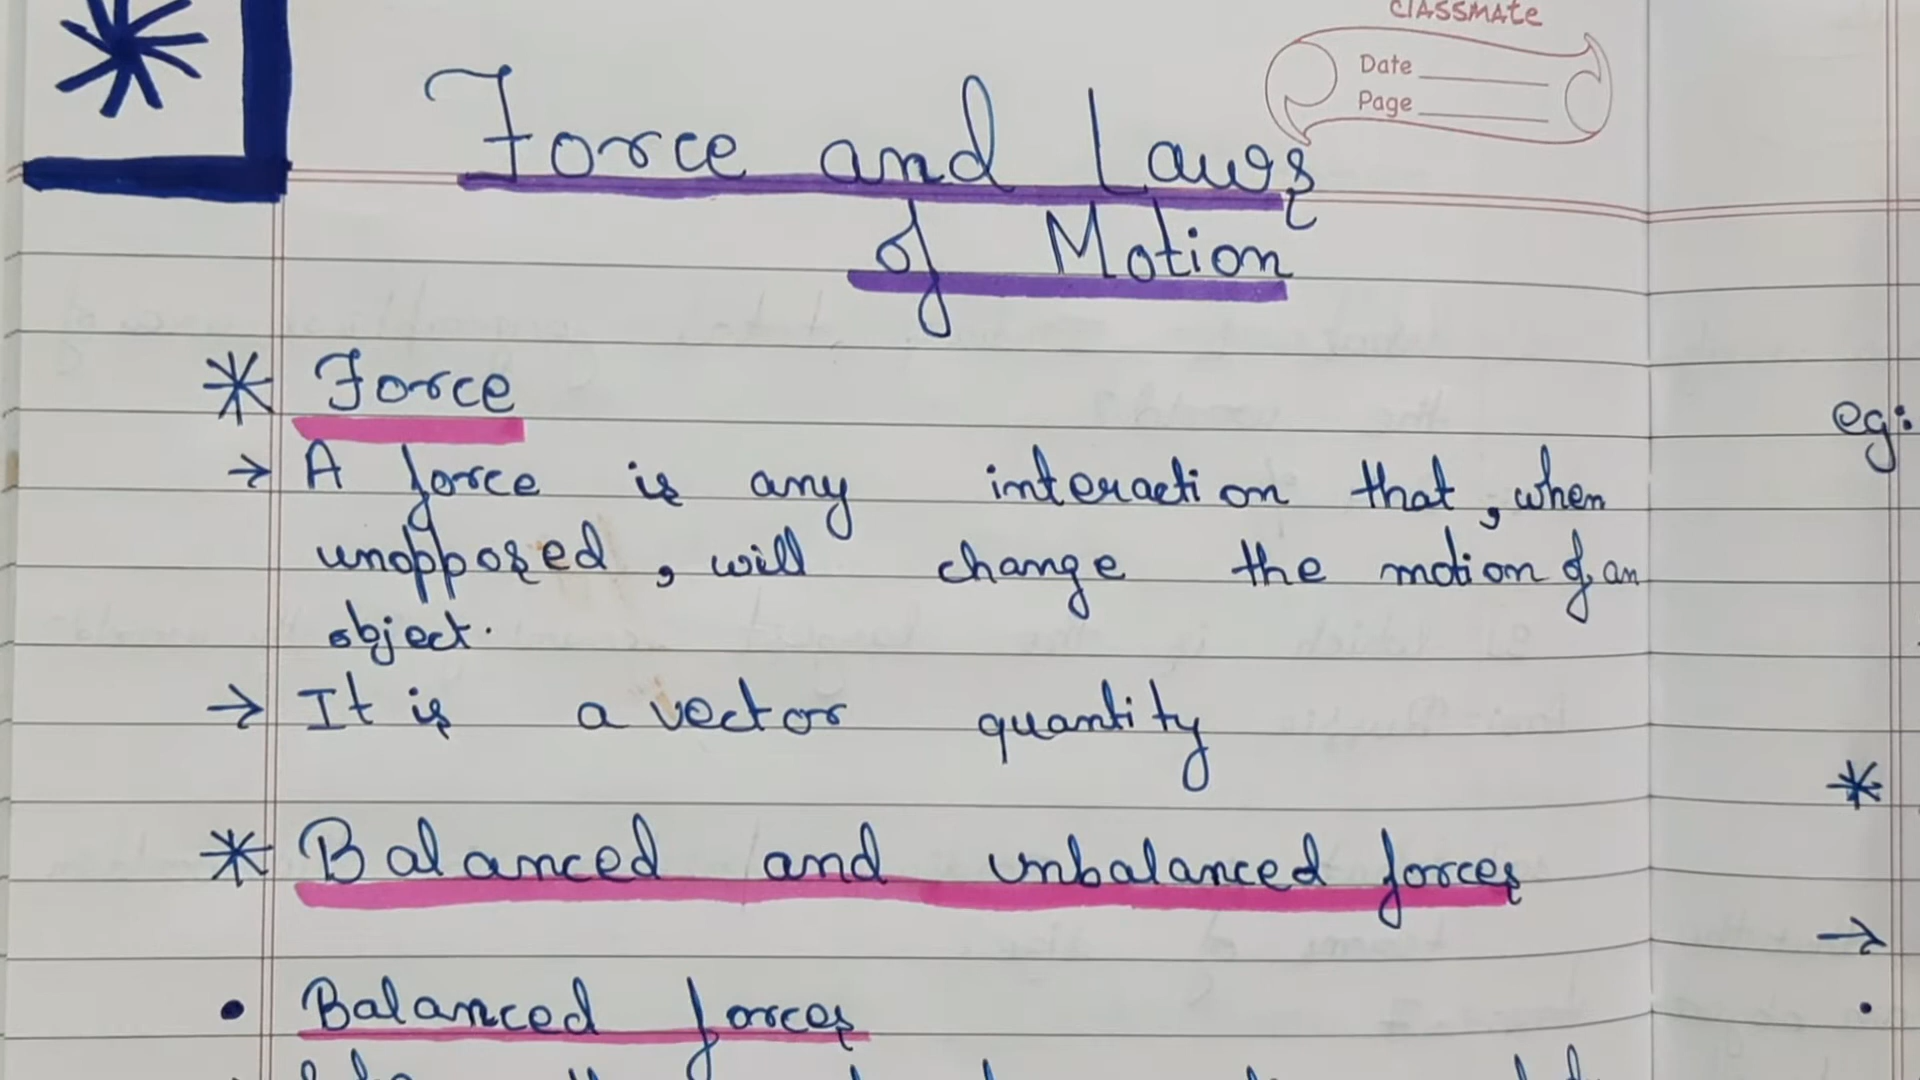 classmate
Date
Page
Force and Laws
of Motion
* Force
→ A force is any interaction that, when
unopposed, will change the motion of an
object.
→ It is a vector quantity
* Balanced and unbalanced forces
• Balanced forces
eg:
*
→
•